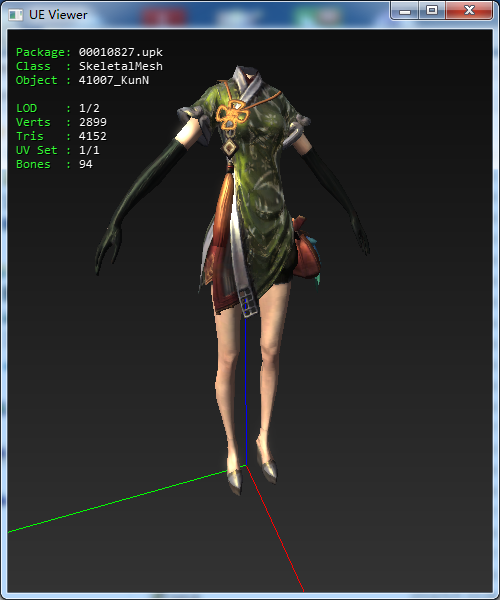 UE Viewer
Package: 00010827.upk
Class : SkeletalMesh
Object : 41007_KunN
LOD : 1/2
Verts : 2899
Tris : 4152
UV Set : 1/1
Bones : 94